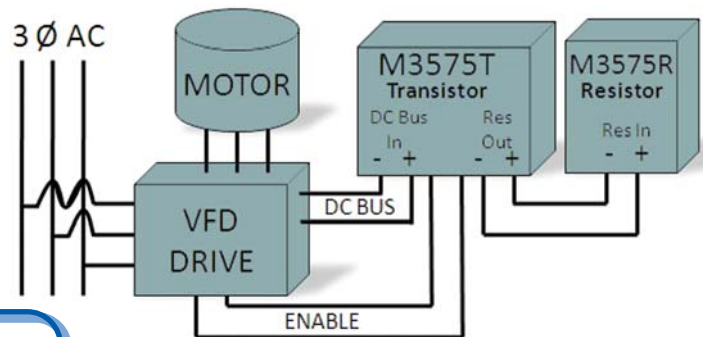 3 Ø AC
MOTOR
M3575T
Transistor
DC Bus
In
- +
Res
Out
- +
M3575R
Resistor
Res In
- +
VFD
DRIVE
DC BUS
ENABLE